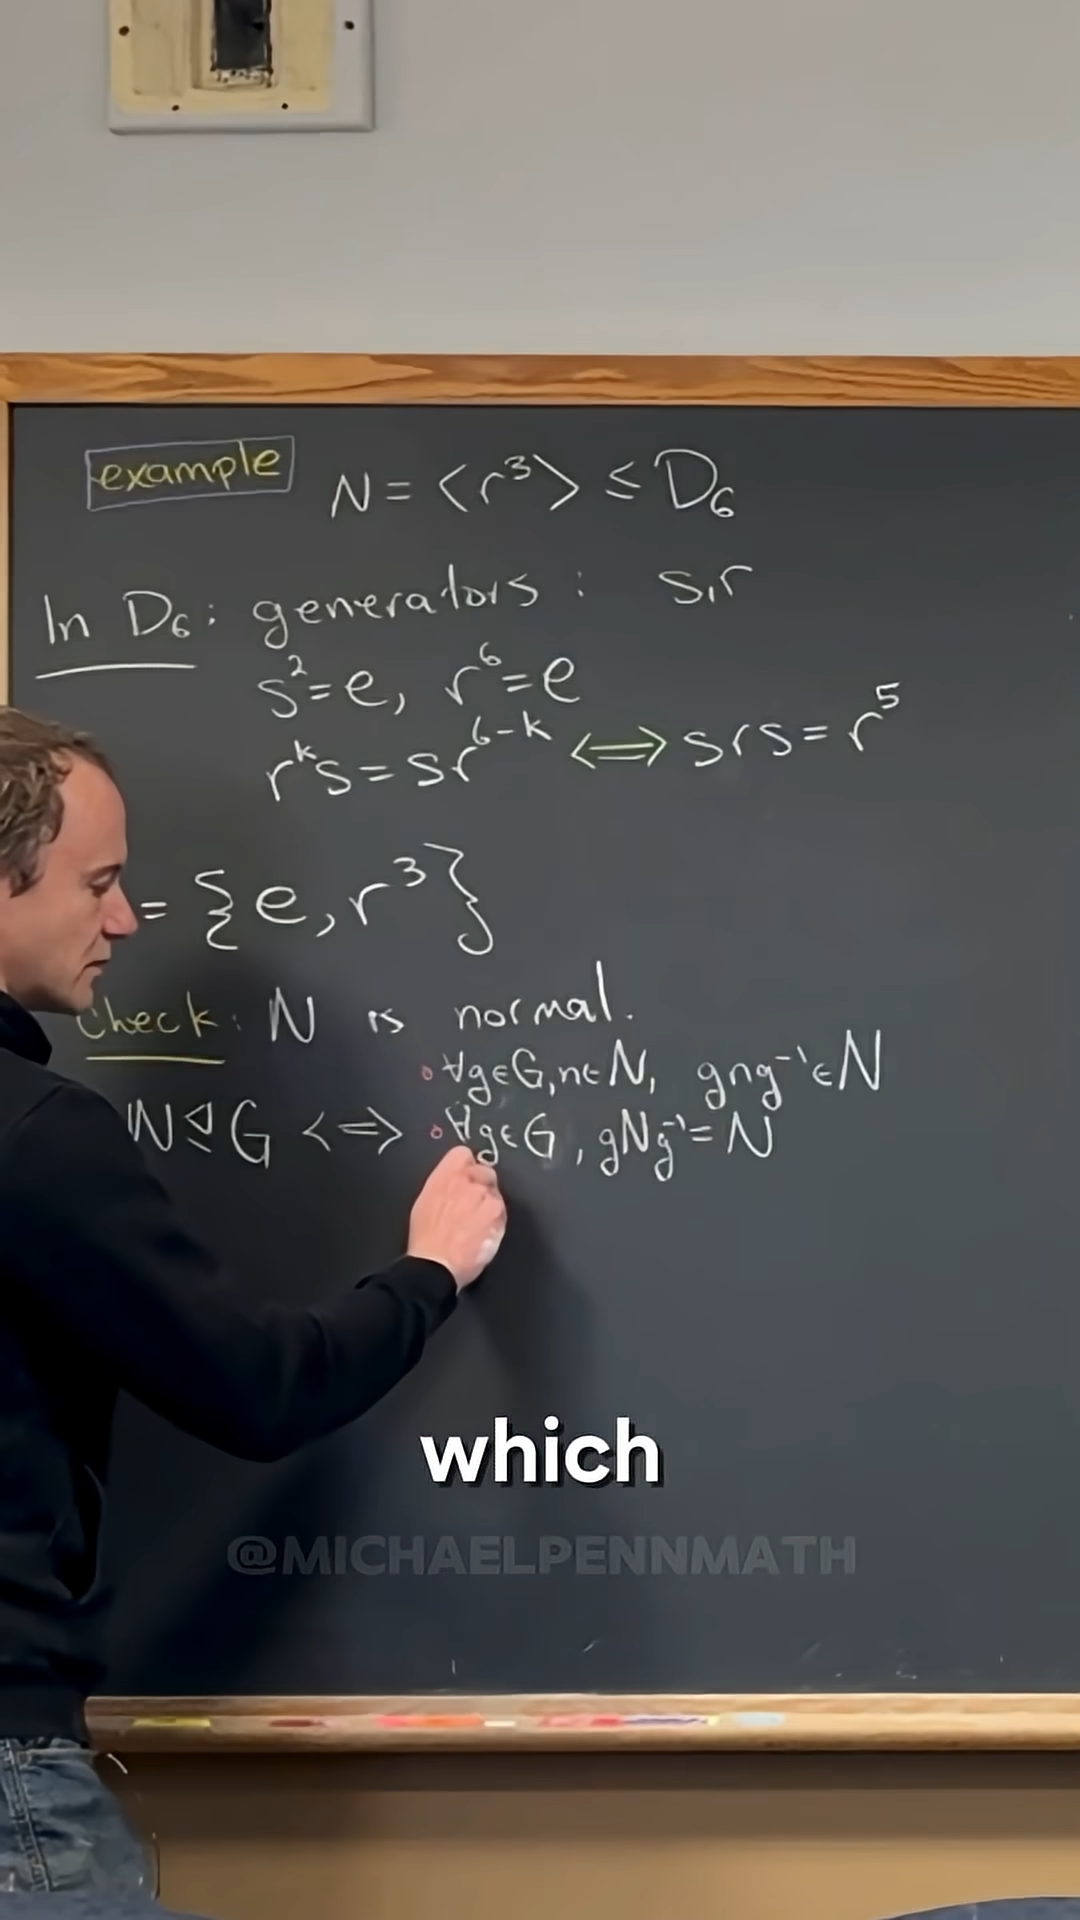 example N = <r³> ≤ D₆
In D₆: generators: s,r
s²=e, r⁶=e
rᵏs=sr⁶⁻ᵏ ⟺ srs=r⁵
= {e,r³}
Check: N is normal.
• ∀g∈G,n∈N, gng⁻¹∈N
N⊴G <=> • ∀g∈G, gNg⁻¹=N
which
@MICHAELPENNMATH